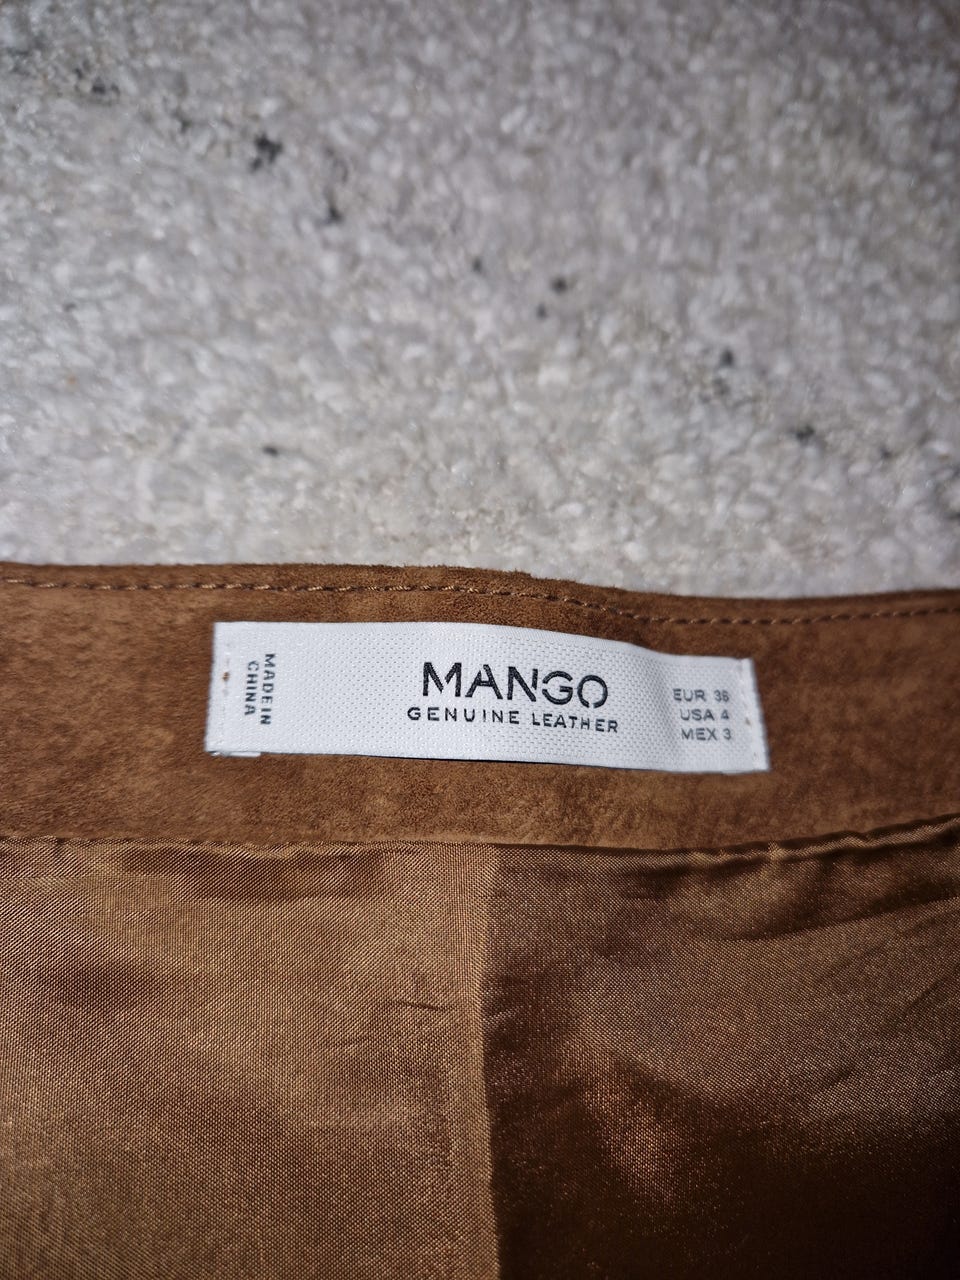 MADE IN
CHINA
MANGO
GENUINE LEATHER
EUR 36
USA 4
MEX 3